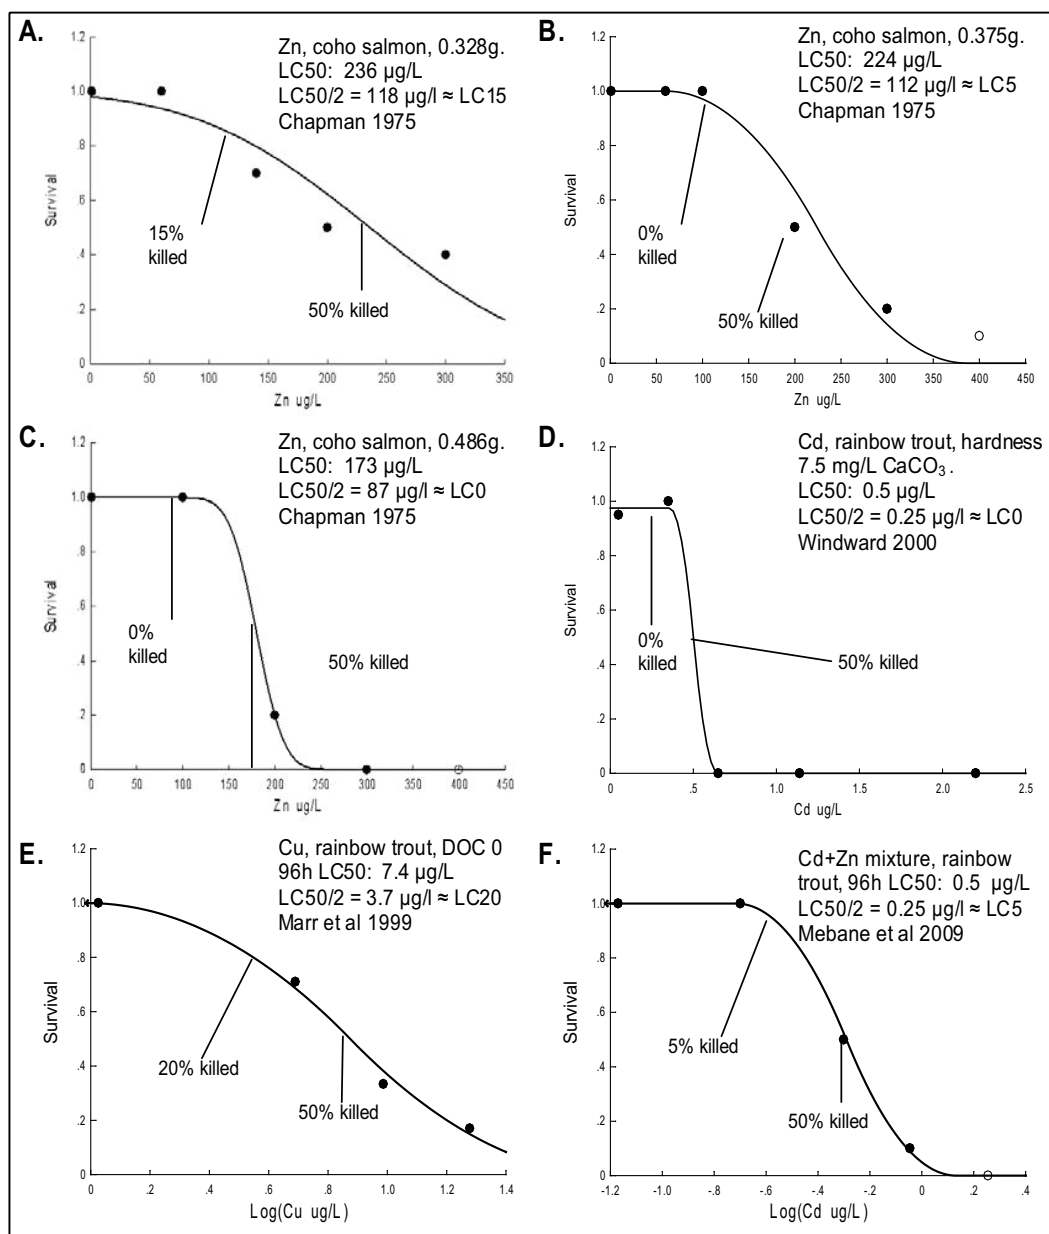 A.
Zn, coho salmon, 0.328g.
LC50: 236 µg/L
LC50/2 = 118 µg/l ≈ LC15
Chapman 1975
1.2
1.0
.8
.6
.4
.2
0
Survival
15%
killed
50% killed
0 50 100 150 200 250 300 350
Zn ug/L
B.
Zn, coho salmon, 0.375g.
LC50: 224 µg/L
LC50/2 = 112 µg/l ≈ LC5
Chapman 1975
1.2
1.0
.8
.6
.4
.2
0
Survival
0%
killed
50% killed
0 50 100 150 200 250 300 350 400 450
Zn ug/L
C.
Zn, coho salmon, 0.486g.
LC50: 173 µg/L
LC50/2 = 87 µg/l ≈ LC0
Chapman 1975
1.2
1.0
.8
.6
.4
.2
0
Survival
0%
killed
50% killed
0 50 100 150 200 250 300 350 400 450
Zn ug/L
D.
Cd, rainbow trout, hardness
7.5 mg/L CaCO₃.
LC50: 0.5 µg/L
LC50/2 = 0.25 µg/l ≈ LC0
Windward 2000
1.2
1.0
.8
.6
.4
.2
0
Survival
0%
killed
50% killed
0 .5 1.0 1.5 2.0 2.5
Cd ug/L
E.
Cu, rainbow trout, DOC 0
96h LC50: 7.4 µg/L
LC50/2 = 3.7 µg/l ≈ LC20
Marr et al 1999
1.2
1.0
.8
.6
.4
.2
0
Survival
20% killed
50% killed
0 .2 .4 .6 .8 1.0 1.2 1.4
Log(Cu ug/L)
F.
Cd+Zn mixture, rainbow
trout, 96h LC50: 0.5 µg/L
LC50/2 = 0.25 µg/l ≈ LC5
Mebane et al 2009
1.2
1.0
.8
.6
.4
.2
0
Survival
5% killed
50% killed
-1.2 -1.0 -.8 -.6 -.4 -.2 0 .2 .4
Log(Cd ug/L)